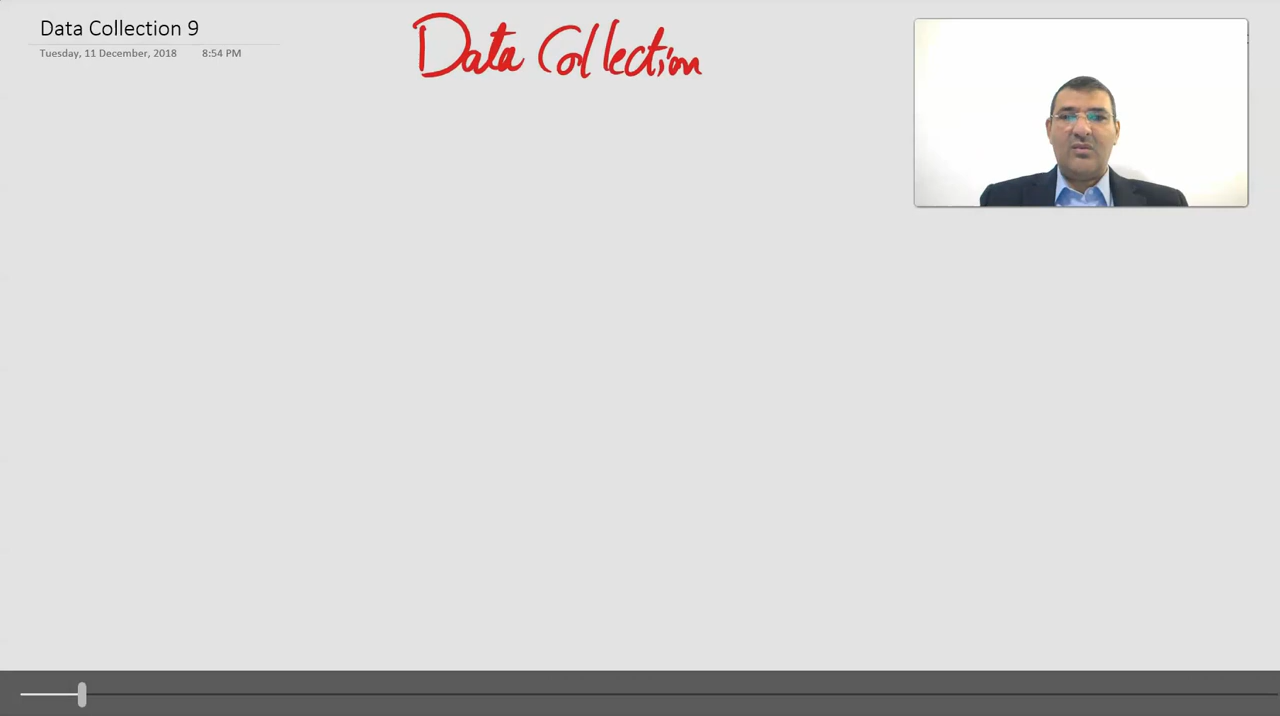 Data Collection 9
Tuesday, 11 December, 2018 8:54 PM
Data Collection